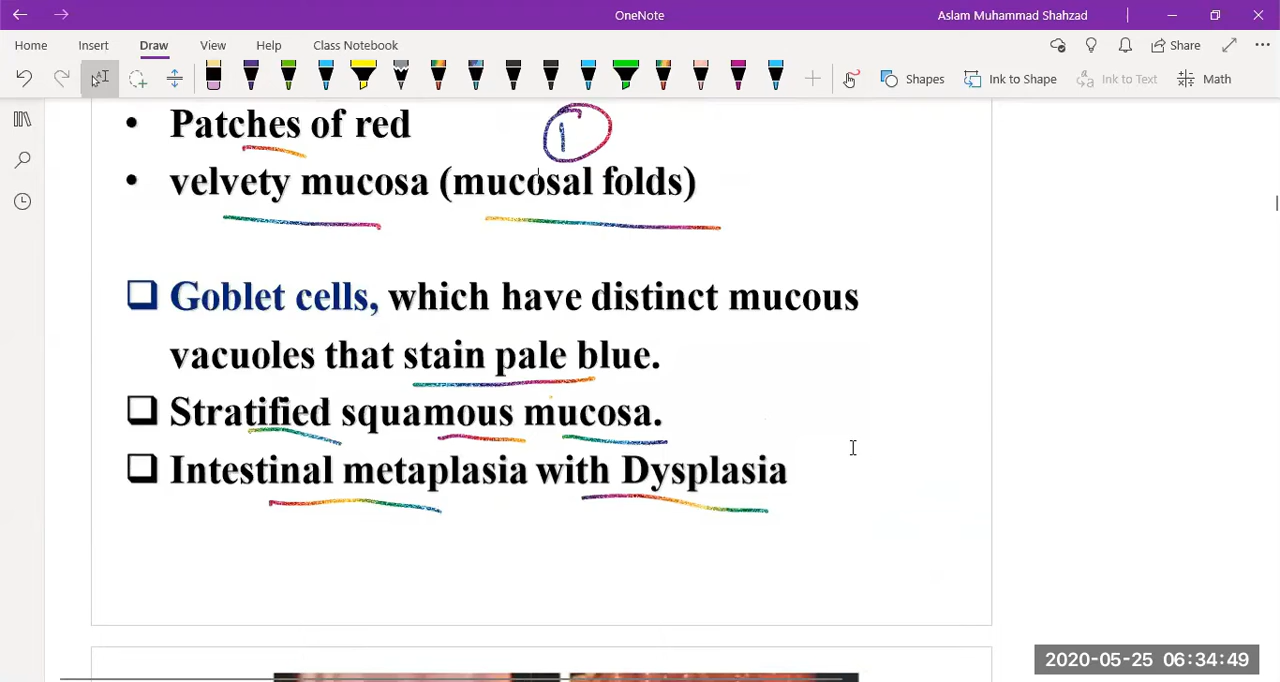 OneNote
Aslam Muhammad Shahzad
Home Insert Draw View Help Class Notebook
Share
Shapes Ink to Shape Ink to Text Math
• Patches of red
• velvety mucosa (mucosal folds)
❑ Goblet cells, which have distinct mucous
vacuoles that stain pale blue.
❑ Stratified squamous mucosa.
❑ Intestinal metaplasia with Dysplasia
2020-05-25 06:34:49